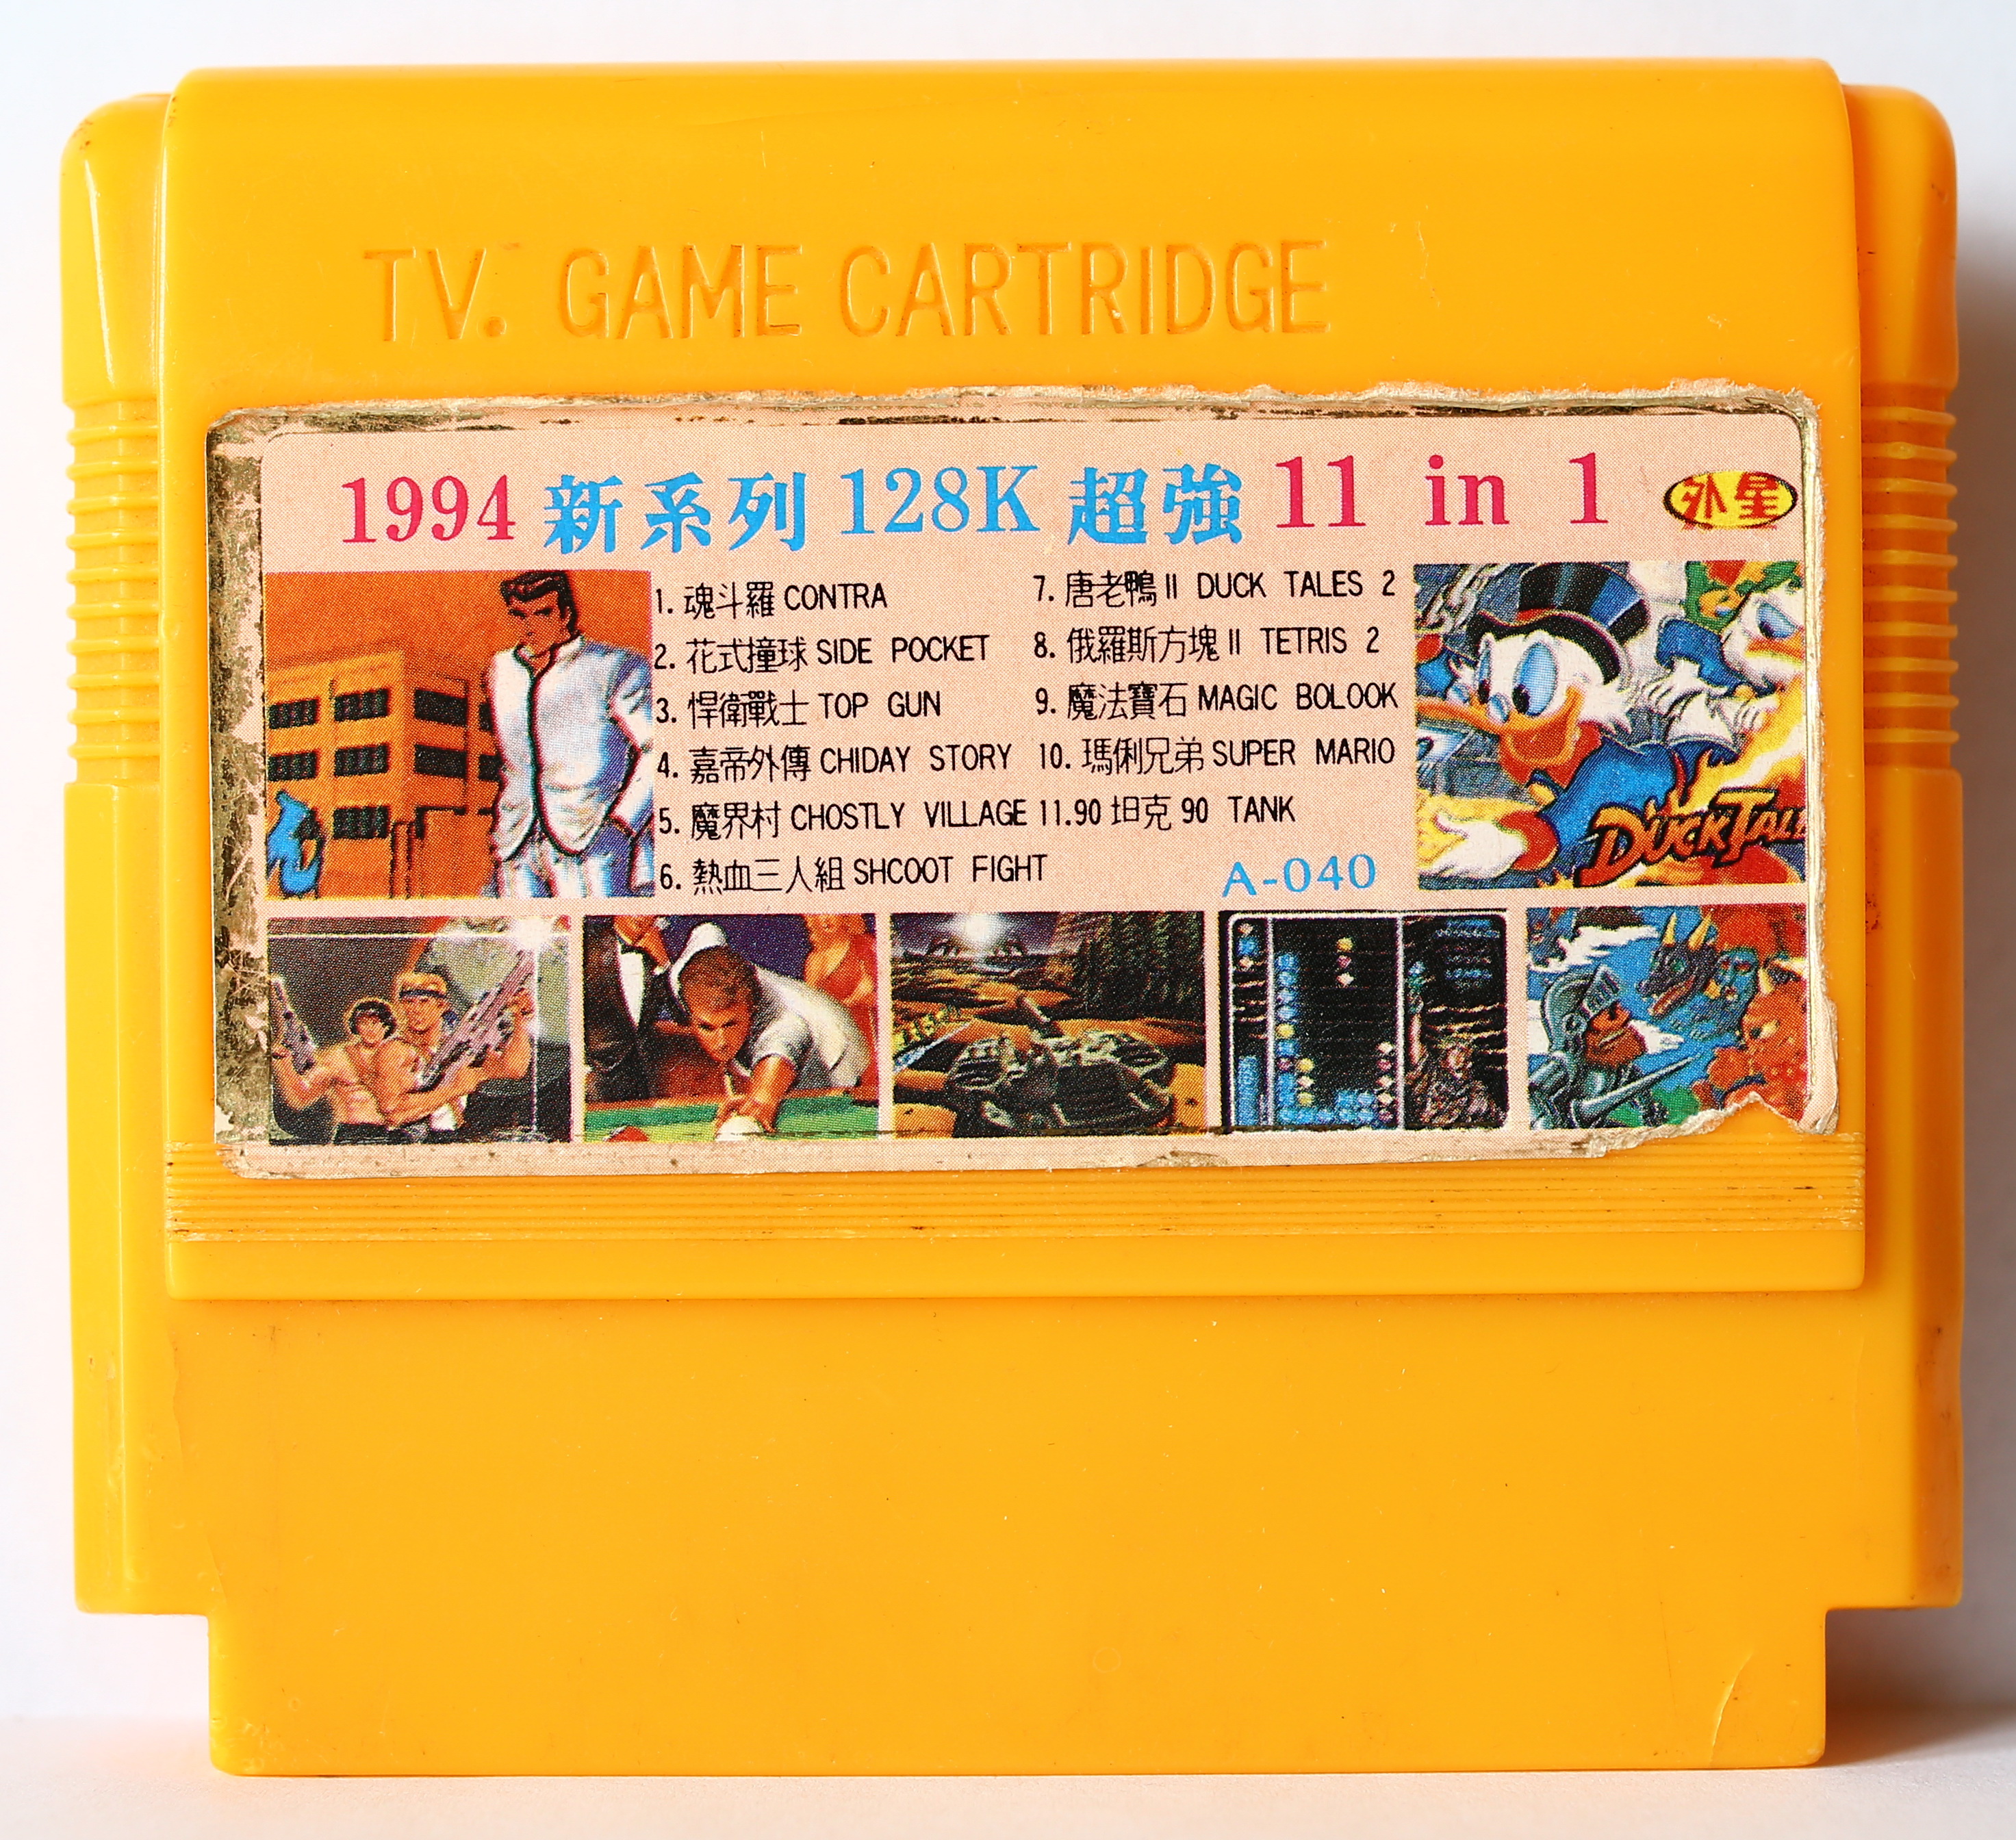 TV. GAME CARTRIDGE
1994 新系列 128K 超強 11 in 1
外星
1. 魂斗羅 CONTRA
2. 花式撞球 SIDE POCKET
3. 悍衛戰士 TOP GUN
4. 嘉帝外傳 CHIDAY STORY
5. 魔界村 CHOSTLY VILLAGE
6. 熱血三人組 SHCOOT FIGHT
7. 唐老鴨 II DUCK TALES 2
8. 俄羅斯方塊 II TETRIS 2
9. 魔法寶石 MAGIC BOLOOK
10. 瑪俐兄弟 SUPER MARIO
11. 90 坦克 90 TANK
A-040
DUCKTAL